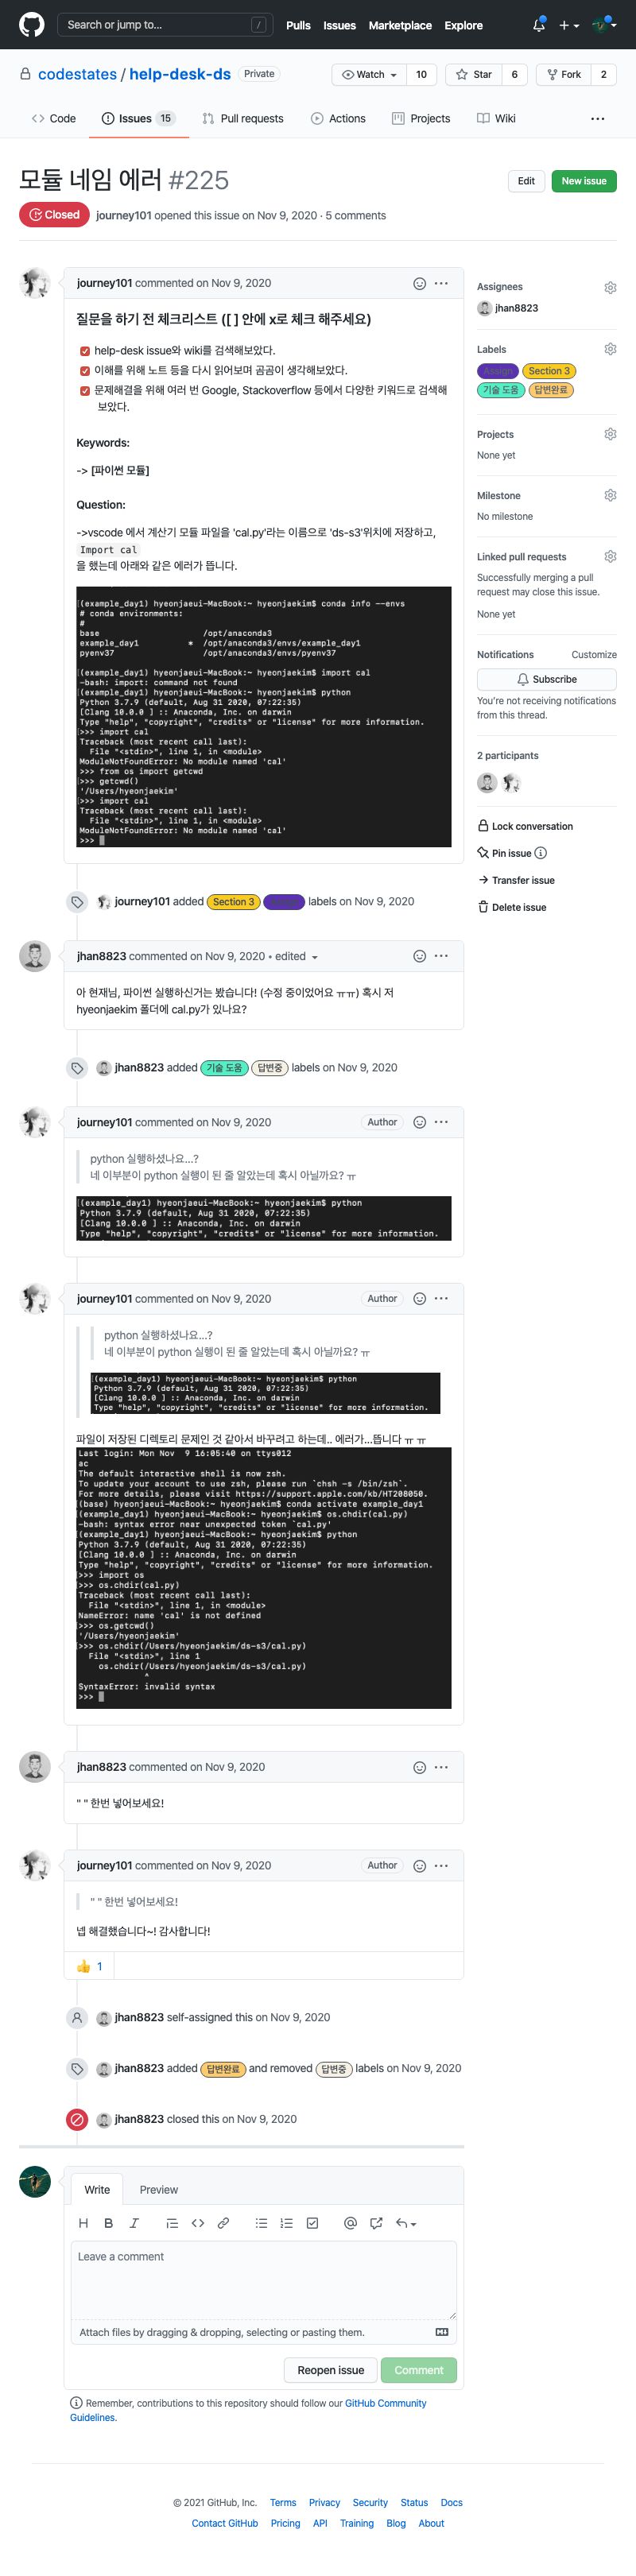 Search or jump to... /
Pulls Issues Marketplace Explore
codestates / help-desk-ds Private
Watch 10 Star 6 Fork 2
Code Issues 15 Pull requests Actions Projects Wiki
모듈 네임 에러 #225
Edit New issue
Closed journey101 opened this issue on Nov 9, 2020 · 5 comments
journey101 commented on Nov 9, 2020
질문을 하기 전 체크리스트 ([ ] 안에 x로 체크 해주세요)
help-desk issue와 wiki를 검색해보았다.
이해를 위해 노트 등을 다시 읽어보며 곰곰이 생각해보았다.
문제해결을 위해 여러 번 Google, Stackoverflow 등에서 다양한 키워드로 검색해
보았다.
Keywords:
-> [파이썬 모듈]
Question:
->vscode 에서 계산기 모듈 파일을 'cal.py'라는 이름으로 'ds-s3'위치에 저장하고,
Import cal
을 했는데 아래와 같은 에러가 뜹니다.
(example_day1) hyeonjaeui-MacBook:~ hyeonjaekim$ conda info --envs
# conda environments:
#
base /opt/anaconda3
example_day1 * /opt/anaconda3/envs/example_day1
pyenv37 /opt/anaconda3/envs/pyenv37
(example_day1) hyeonjaeui-MacBook:~ hyeonjaekim$ import cal
-bash: import: command not found
(example_day1) hyeonjaeui-MacBook:~ hyeonjaekim$ python
Python 3.7.9 (default, Aug 31 2020, 07:22:35)
[Clang 10.0.0 ] :: Anaconda, Inc. on darwin
Type "help", "copyright", "credits" or "license" for more information.
>>> import cal
Traceback (most recent call last):
File "<stdin>", line 1, in <module>
ModuleNotFoundError: No module named 'cal'
>>> from os import getcwd
>>> getcwd()
'/Users/hyeonjaekim'
>>> import cal
Traceback (most recent call last):
File "<stdin>", line 1, in <module>
ModuleNotFoundError: No module named 'cal'
>>>
Assignees
jhan8823
Labels
Assign Section 3
기술 도움 답변완료
Projects
None yet
Milestone
No milestone
Linked pull requests
Successfully merging a pull
request may close this issue.
None yet
Notifications Customize
Subscribe
You're not receiving notifications
from this thread.
2 participants
Lock conversation
Pin issue
Transfer issue
Delete issue
journey101 added Section 3 Assign labels on Nov 9, 2020
jhan8823 commented on Nov 9, 2020 • edited
아 현재님, 파이썬 실행하신거는 봤습니다! (수정 중이었어요 ㅠㅠ) 혹시 저
hyeonjaekim 폴더에 cal.py가 있나요?
jhan8823 added 기술 도움 답변중 labels on Nov 9, 2020
journey101 commented on Nov 9, 2020 Author
python 실행하셨나요...?
네 이부분이 python 실행이 된 줄 알았는데 혹시 아닐까요? ㅠ
(example_day1) hyeonjaeui-MacBook:~ hyeonjaekim$ python
Python 3.7.9 (default, Aug 31 2020, 07:22:35)
[Clang 10.0.0 ] :: Anaconda, Inc. on darwin
Type "help", "copyright", "credits" or "license" for more information.
journey101 commented on Nov 9, 2020 Author
python 실행하셨나요...?
네 이부분이 python 실행이 된 줄 알았는데 혹시 아닐까요? ㅠ
(example_day1) hyeonjaeui-MacBook:~ hyeonjaekim$ python
Python 3.7.9 (default, Aug 31 2020, 07:22:35)
[Clang 10.0.0 ] :: Anaconda, Inc. on darwin
Type "help", "copyright", "credits" or "license" for more information.
파일이 저장된 디렉토리 문제인 것 같아서 바꾸려고 하는데.. 에러가...뜹니다 ㅠ ㅠ
Last login: Mon Nov 9 16:05:40 on ttys012
ac
The default interactive shell is now zsh.
To update your account to use zsh, please run `chsh -s /bin/zsh`.
For more details, please visit https://support.apple.com/kb/HT208050.
(base) hyeonjaeui-MacBook:~ hyeonjaekim$ conda activate example_day1
(example_day1) hyeonjaeui-MacBook:~ hyeonjaekim$ os.chdir(cal.py)
-bash: syntax error near unexpected token `cal.py'
(example_day1) hyeonjaeui-MacBook:~ hyeonjaekim$ python
Python 3.7.9 (default, Aug 31 2020, 07:22:35)
[Clang 10.0.0 ] :: Anaconda, Inc. on darwin
Type "help", "copyright", "credits" or "license" for more information.
>>> import os
>>> os.chdir(cal.py)
Traceback (most recent call last):
File "<stdin>", line 1, in <module>
NameError: name 'cal' is not defined
>>> os.getcwd()
'/Users/hyeonjaekim'
>>> os.chdir(/Users/hyeonjaekim/ds-s3/cal.py)
File "<stdin>", line 1
os.chdir(/Users/hyeonjaekim/ds-s3/cal.py)
^
SyntaxError: invalid syntax
>>>
jhan8823 commented on Nov 9, 2020
" " 한번 넣어보세요!
journey101 commented on Nov 9, 2020 Author
" " 한번 넣어보세요!
넵 해결했습니다~! 감사합니다!
1
jhan8823 self-assigned this on Nov 9, 2020
jhan8823 added 답변완료 and removed 답변중 labels on Nov 9, 2020
jhan8823 closed this on Nov 9, 2020
Write Preview
Leave a comment
Attach files by dragging & dropping, selecting or pasting them.
Reopen issue Comment
Remember, contributions to this repository should follow our GitHub Community
Guidelines.
© 2021 GitHub, Inc. Terms Privacy Security Status Docs
Contact GitHub Pricing API Training Blog About